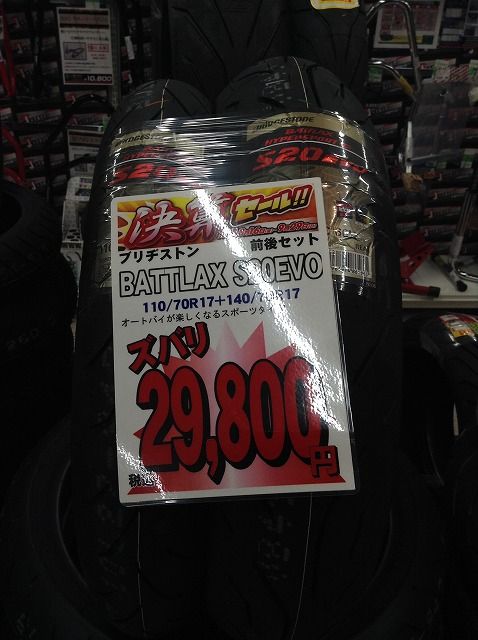 ¥10,800
BRIDGESTONE
BATTLAX
HYPERSPORT
S20
決算セール!!
ブリヂストン 前後セット
BATTLAX S20EVO
110/70R17+140/70R17
オートバイが楽しくなるスポーツタイ
ズバリ
29,800円
税込